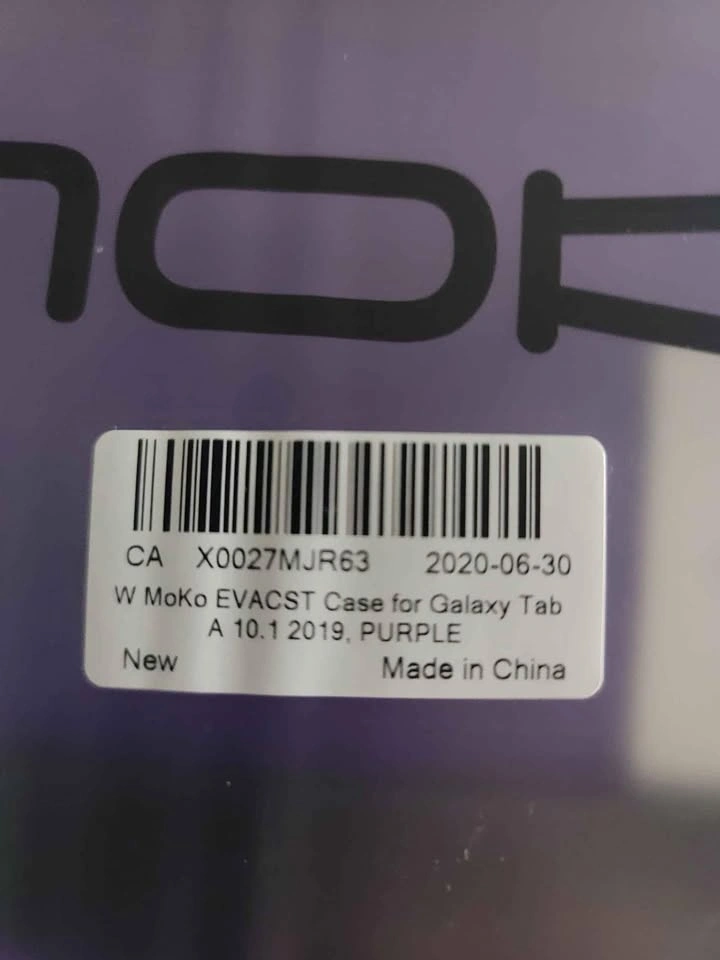 moK
CA X0027MJR63 2020-06-30
W MoKo EVACST Case for Galaxy Tab
A 10.1 2019, PURPLE
New Made in China